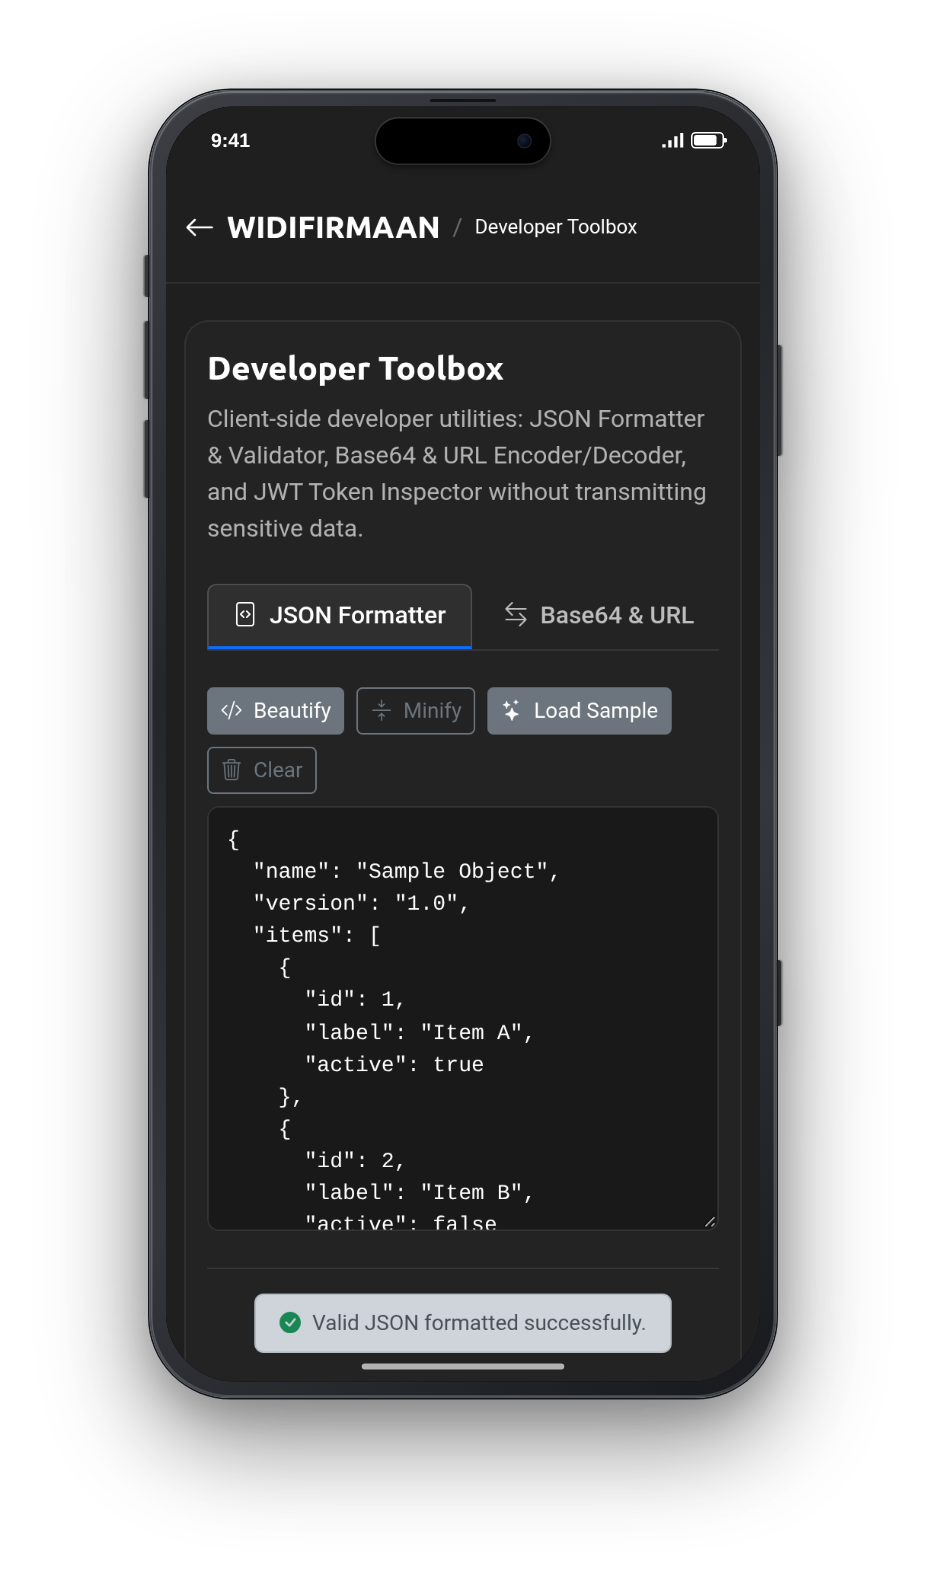 9:41
WIDIFIRMAAN / Developer Toolbox
Developer Toolbox
Client-side developer utilities: JSON Formatter
& Validator, Base64 & URL Encoder/Decoder,
and JWT Token Inspector without transmitting
sensitive data.
JSON Formatter Base64 & URL
Beautify Minify Load Sample
Clear
{
  "name": "Sample Object",
  "version": "1.0",
  "items": [
    {
      "id": 1,
      "label": "Item A",
      "active": true
    },
    {
      "id": 2,
      "label": "Item B",
      "active": false
Valid JSON formatted successfully.